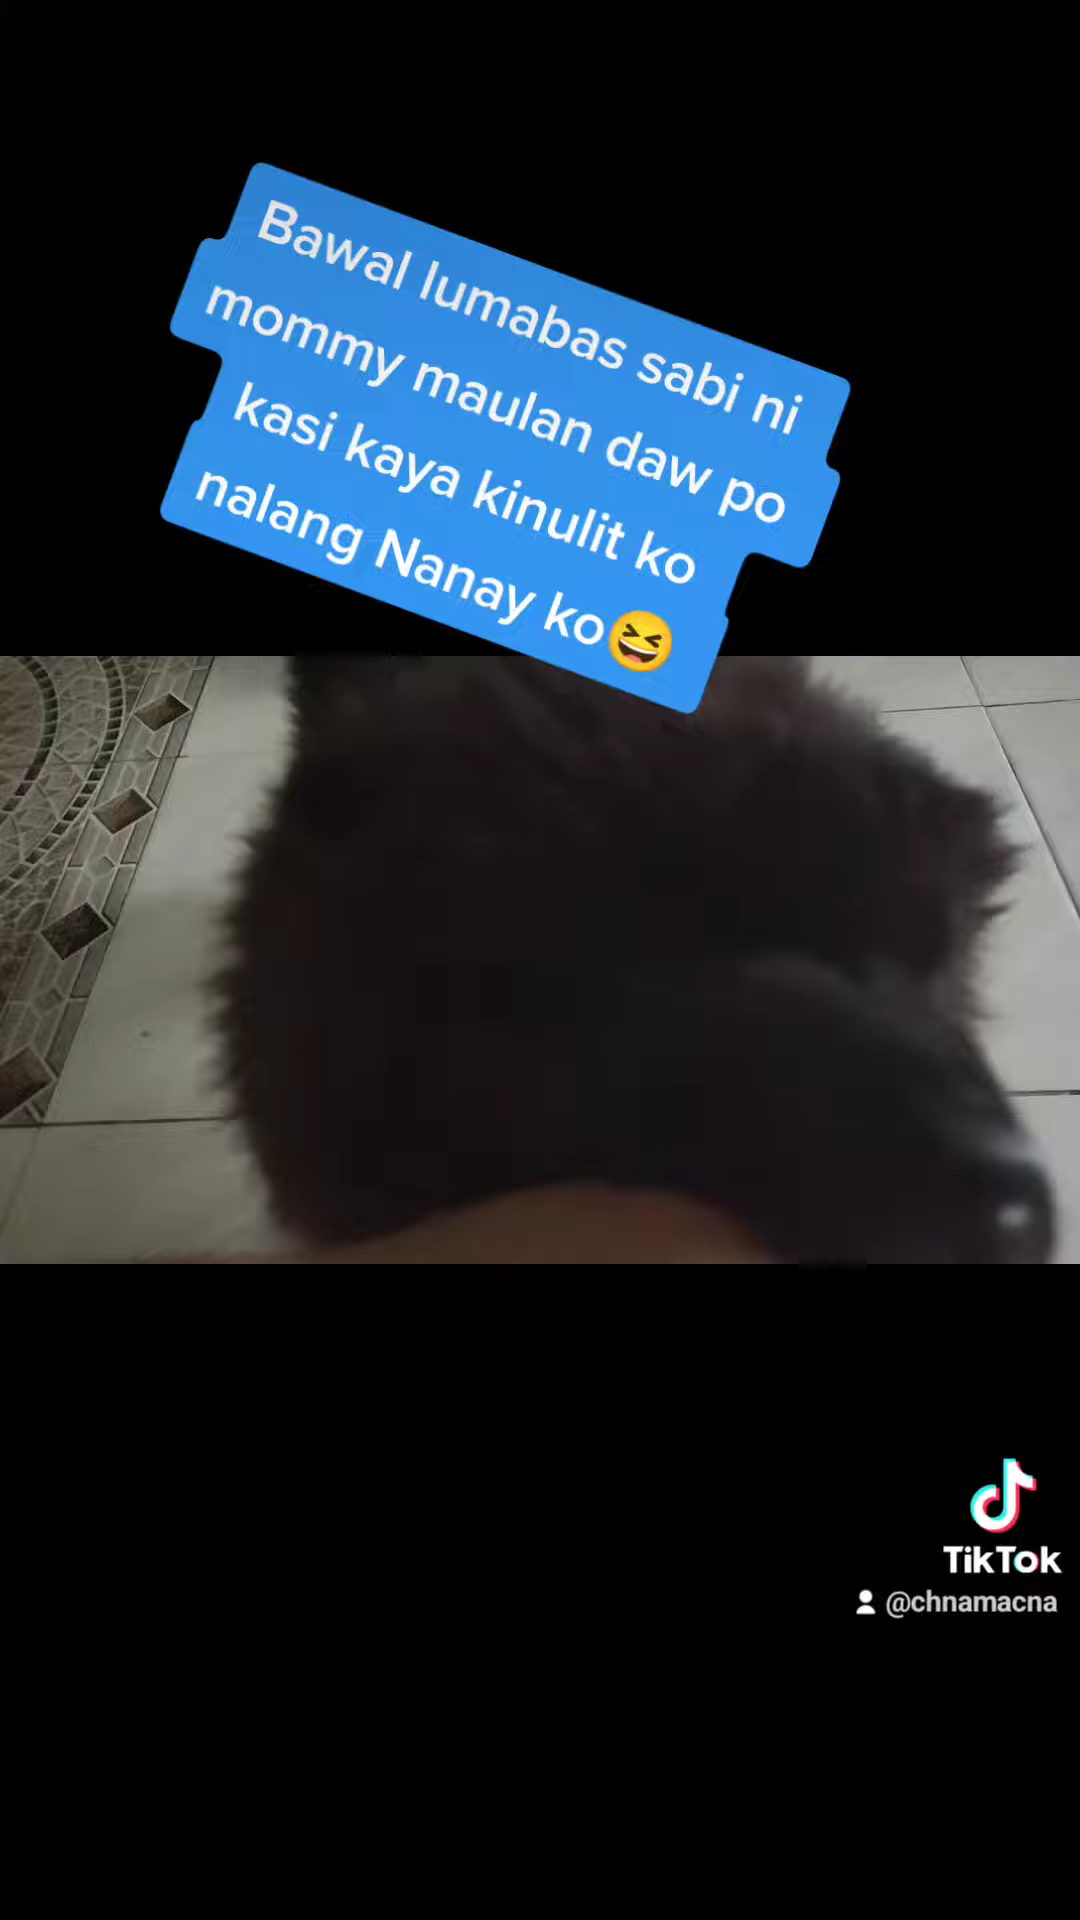 Bawal lumabas sabi ni
mommy maulan daw po
kasi kaya kinulit ko
nalang Nanay ko😆
TikTok
@chnamacna